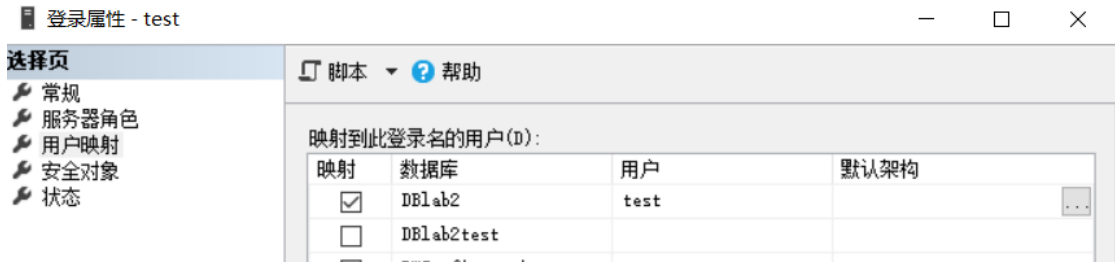 登录属性 - test
选择页
常规
服务器角色
用户映射
安全对象
状态
脚本 帮助
映射到此登录名的用户(D):
映射 数据库 用户 默认架构
DBlab2 test ...
DBlab2test